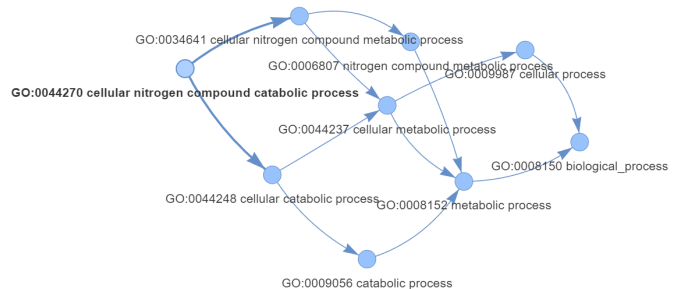 GO:0034641 cellular nitrogen compound metabolic process
GO:0006807 nitrogen compound metabolic process
GO:0009987 cellular process
GO:0044270 cellular nitrogen compound catabolic process
GO:0044237 cellular metabolic process
GO:0008150 biological_process
GO:0044248 cellular catabolic process
GO:0008152 metabolic process
GO:0009056 catabolic process